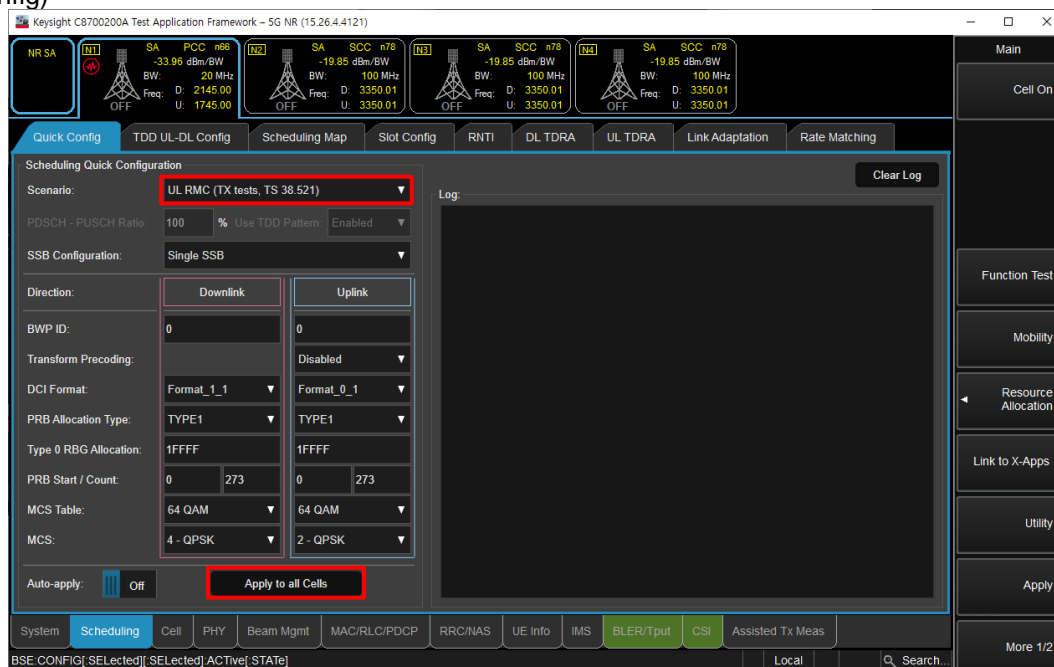 fig)
Keysight C8700200A Test Application Framework – 5G NR (15.26.4.4121)
NR SA
N1 SA PCC n66
-33.96 dBm/BW
BW: 20 MHz
Freq: D: 2145.00
U: 1745.00
OFF
N2 SA SCC n78
-19.85 dBm/BW
BW: 100 MHz
Freq: D: 3350.01
U: 3350.01
OFF
N3 SA SCC n78
-19.85 dBm/BW
BW: 100 MHz
Freq: D: 3350.01
U: 3350.01
OFF
N4 SA SCC n78
-19.85 dBm/BW
BW: 100 MHz
Freq: D: 3350.01
U: 3350.01
OFF
Main
Cell On
Quick Config TDD UL-DL Config Scheduling Map Slot Config RNTI DL TDRA UL TDRA Link Adaptation Rate Matching
Scheduling Quick Configuration
Clear Log
Scenario: UL RMC (TX tests, TS 38.521)
Log:
PDSCH - PUSCH Ratio: 100 % Use TDD Pattern: Enabled
SSB Configuration: Single SSB
Direction: Downlink Uplink
BWP ID: 0 0
Transform Precoding: Disabled
DCI Format: Format_1_1 Format_0_1
PRB Allocation Type: TYPE1 TYPE1
Type 0 RBG Allocation: 1FFFF 1FFFF
PRB Start / Count: 0 273 0 273
MCS Table: 64 QAM 64 QAM
MCS: 4 - QPSK 2 - QPSK
Auto-apply: Off Apply to all Cells
Function Test
Mobility
Resource
Allocation
Link to X-Apps
Utility
Apply
More 1/2
System Scheduling Cell PHY Beam Mgmt MAC/RLC/PDCP RRC/NAS UE Info IMS BLER/Tput CSI Assisted Tx Meas
BSE:CONFIG[:SELected][:SELected]:ACTive[:STATe] Local Search...